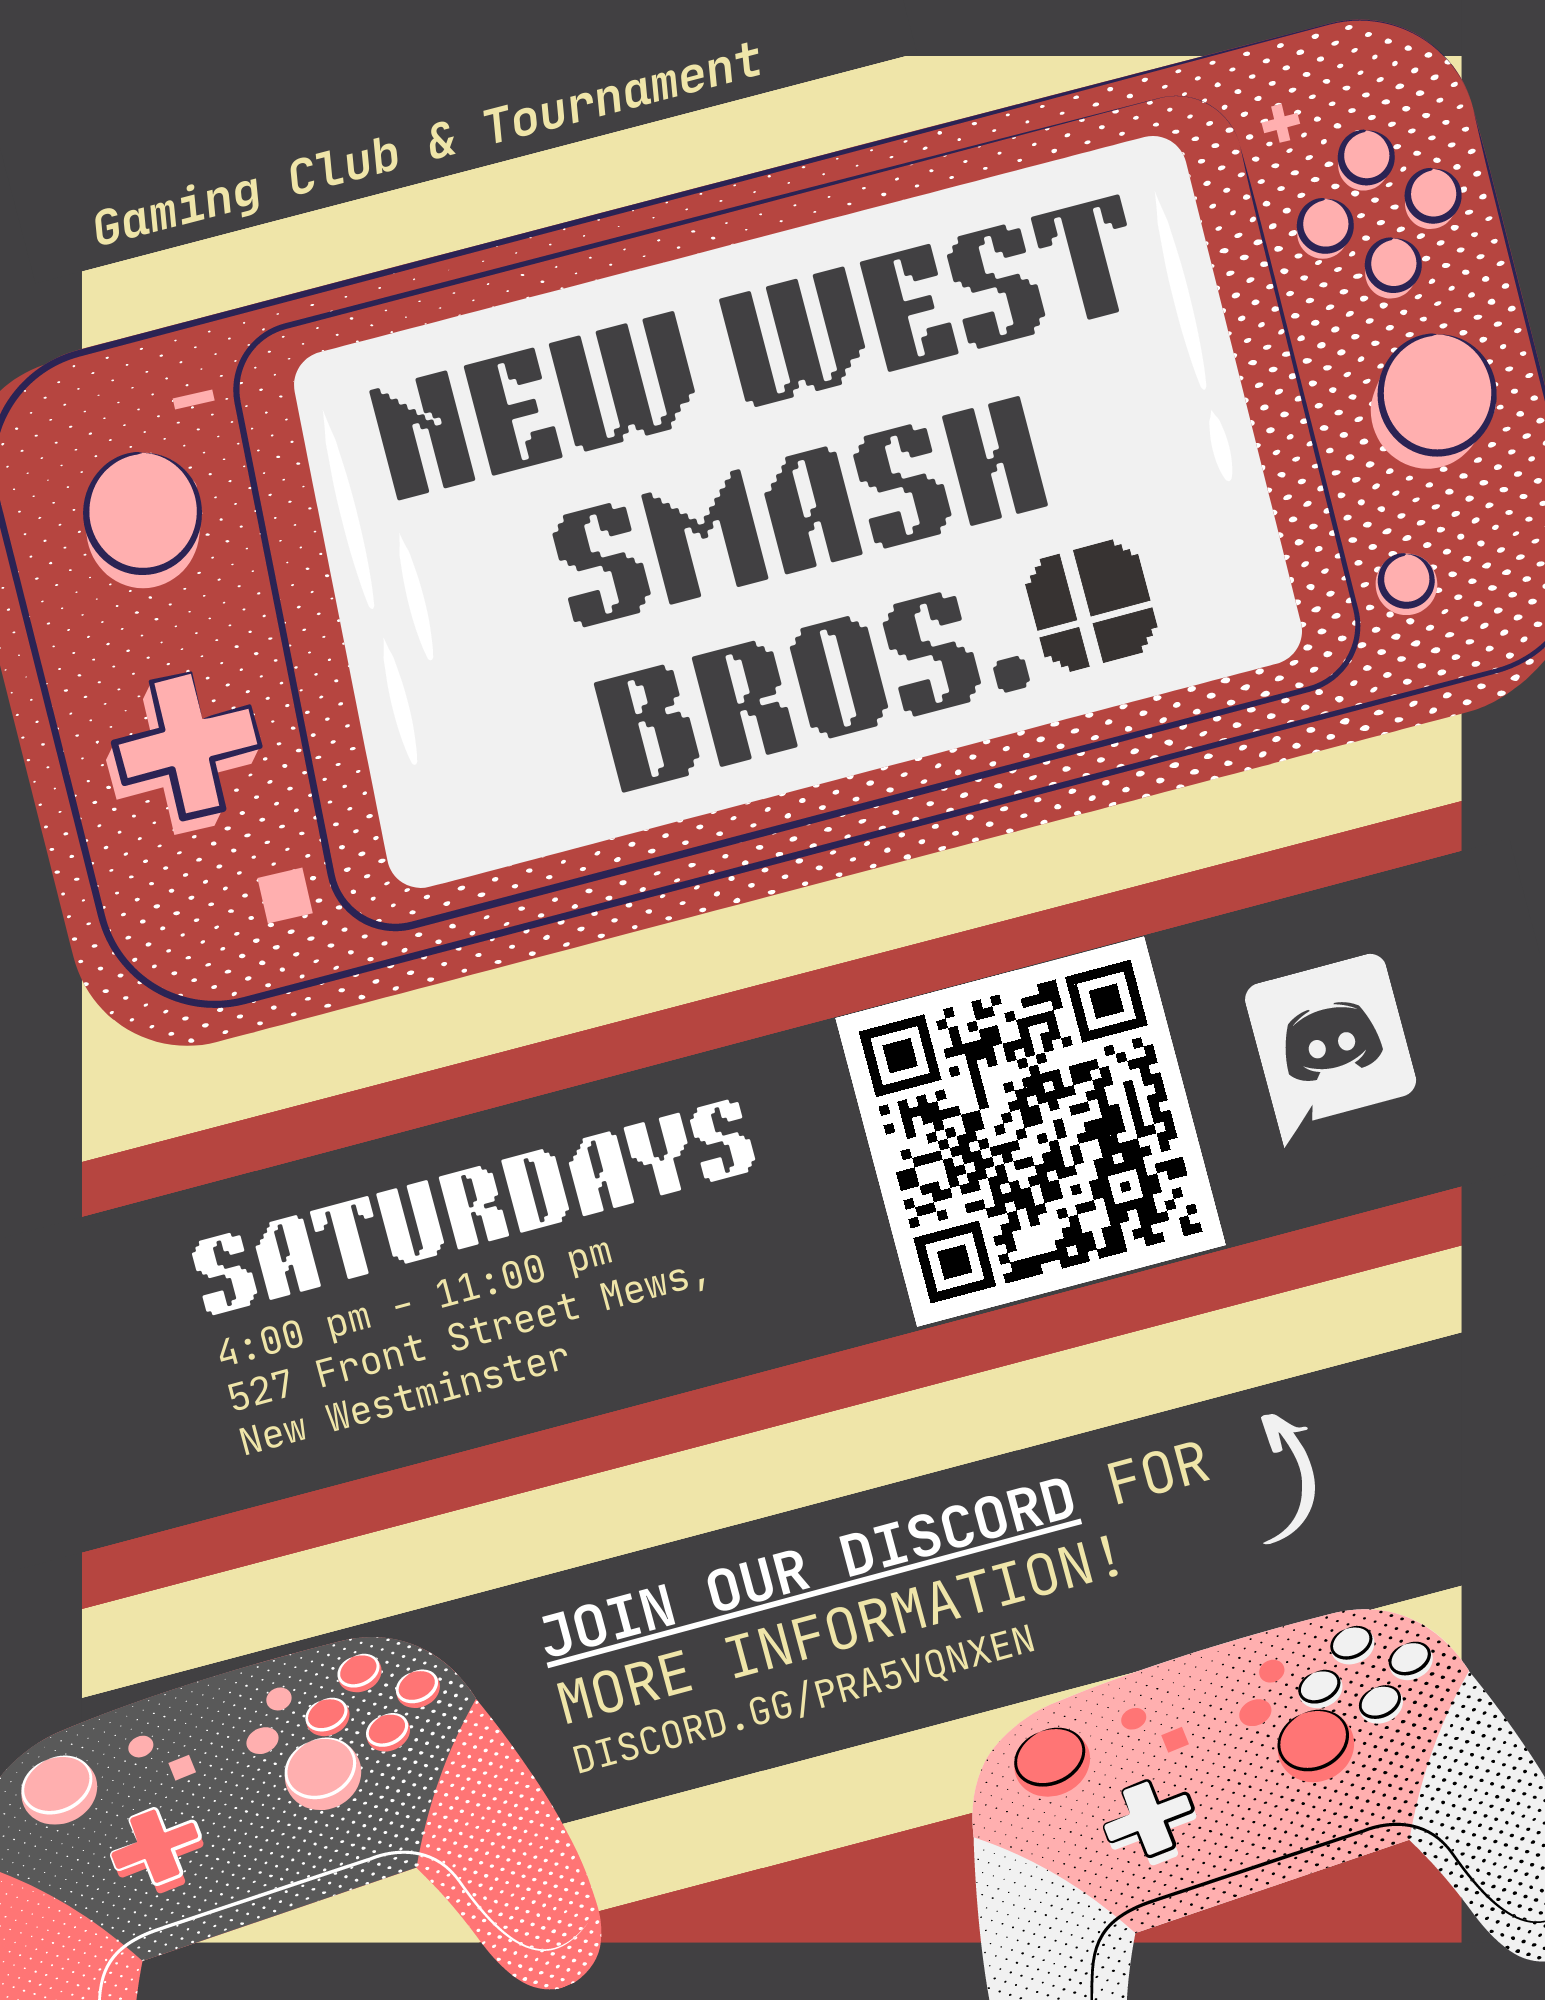 Gaming Club & Tournament
NEW WEST
SMASH
BROS.
SATURDAYS
4:00 pm - 11:00 pm
527 Front Street Mews,
New Westminster
JOIN OUR DISCORD FOR
MORE INFORMATION!
DISCORD.GG/PRA5VQNXEN